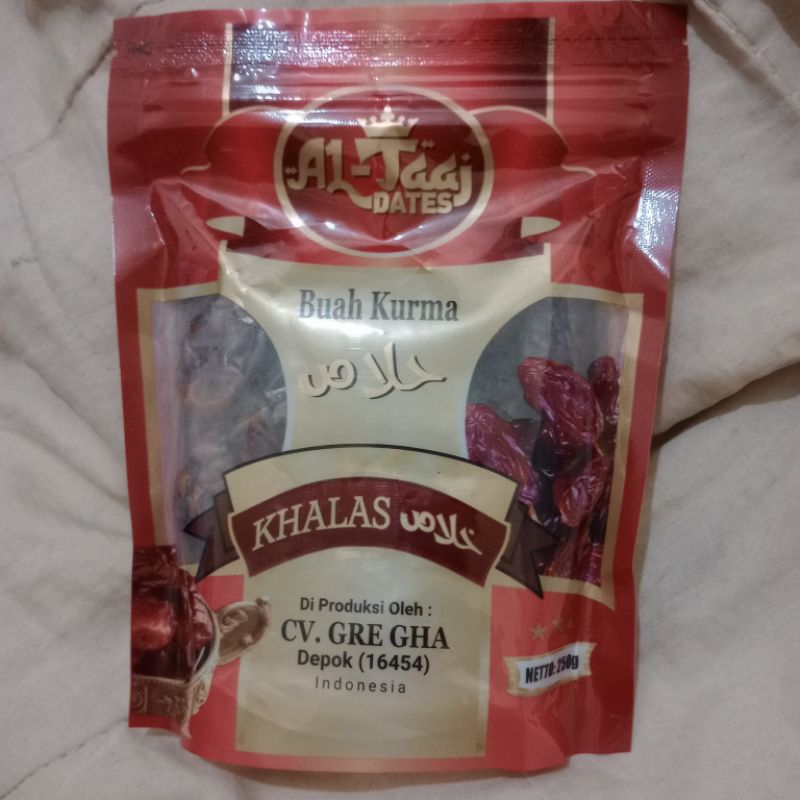 AL-Taaj
DATES
Buah Kurma
خلاص
KHALAS خلاص
Di Produksi Oleh :
CV. GRE GHA
Depok (16454)
Indonesia
NETTO: 250g